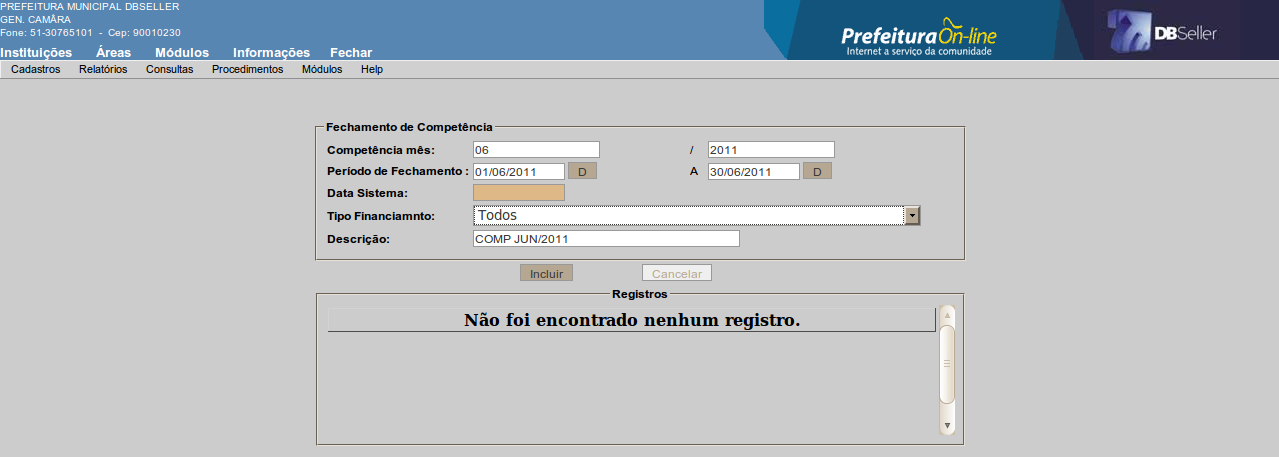 PREFEITURA MUNICIPAL DBSELLER
GEN. CAMÂRA
Fone: 51-30765101 - Cep: 90010230
PrefeituraOn-line
Internet a serviço da comunidade
DBSeller
Instituições Áreas Módulos Informações Fechar
Cadastros Relatórios Consultas Procedimentos Módulos Help
Fechamento de Competência
Competência mês: 06 / 2011
Período de Fechamento : 01/06/2011 D A 30/06/2011 D
Data Sistema:
Tipo Financiamnto: Todos
Descrição: COMP JUN/2011
Incluir Cancelar
Registros
Não foi encontrado nenhum registro.